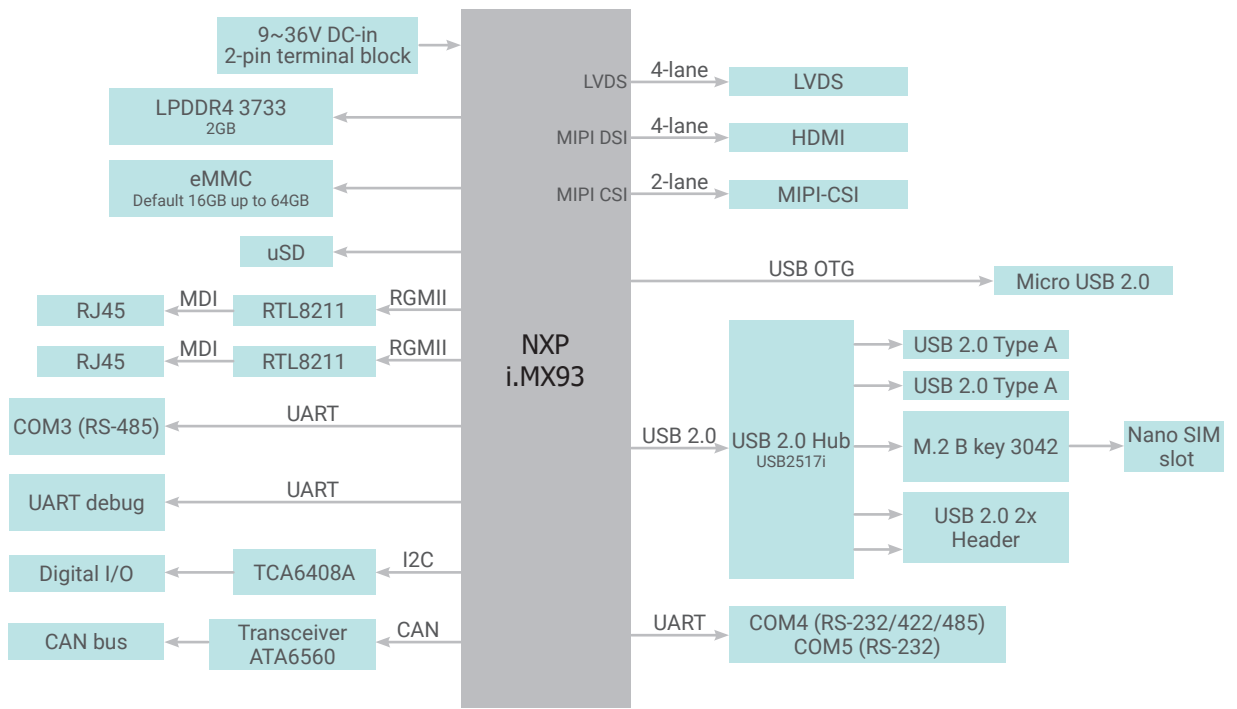 9~36V DC-in
2-pin terminal block
LPDDR4 3733
2GB
eMMC
Default 16GB up to 64GB
uSD
RJ45
MDI
RTL8211
RGMII
RJ45
MDI
RTL8211
RGMII
COM3 (RS-485)
UART
UART debug
UART
Digital I/O
TCA6408A
I2C
CAN bus
Transceiver
ATA6560
CAN
NXP
i.MX93
LVDS
4-lane
LVDS
MIPI DSI
4-lane
HDMI
MIPI CSI
2-lane
MIPI-CSI
USB OTG
Micro USB 2.0
USB 2.0
USB 2.0 Hub
USB2517i
USB 2.0 Type A
USB 2.0 Type A
M.2 B key 3042
Nano SIM
slot
USB 2.0 2x
Header
UART
COM4 (RS-232/422/485)
COM5 (RS-232)